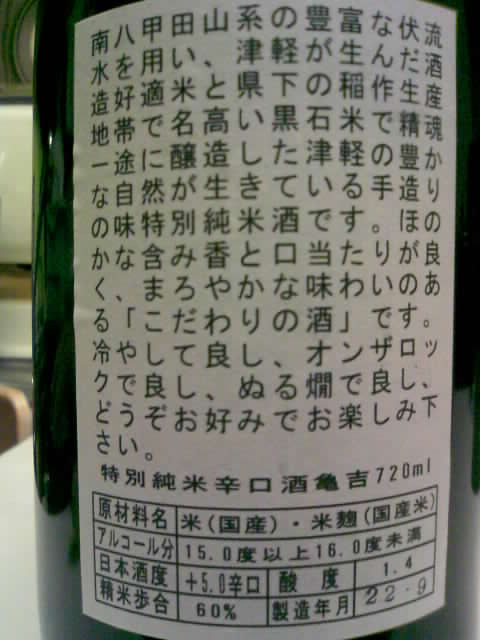 南八甲田山系の豊富な伏流
水を用い、津軽が生んだ酒
造好適米と県下の稲作生産
地帯で名高い黒石米で精魂
一途に醸造した津軽の豊か
な自然が生きている手造り
の味特別純米酒です。ほの
かな含み香と口当たりが良
く、まろやかな味わいのあ
る「こだわりの酒」です。
冷やして良し、オンザロッ
クで良し、ぬる燗で良し、
どうぞお好みでお楽しみ下
さい。
特別純米辛口酒亀吉720ml
原材料名 米(国産)・米麹(国産米)
アルコール分 15.0度以上16.0度未満
日本酒度 +5.0辛口 酸度 1.4
精米歩合 60% 製造年月 22.9